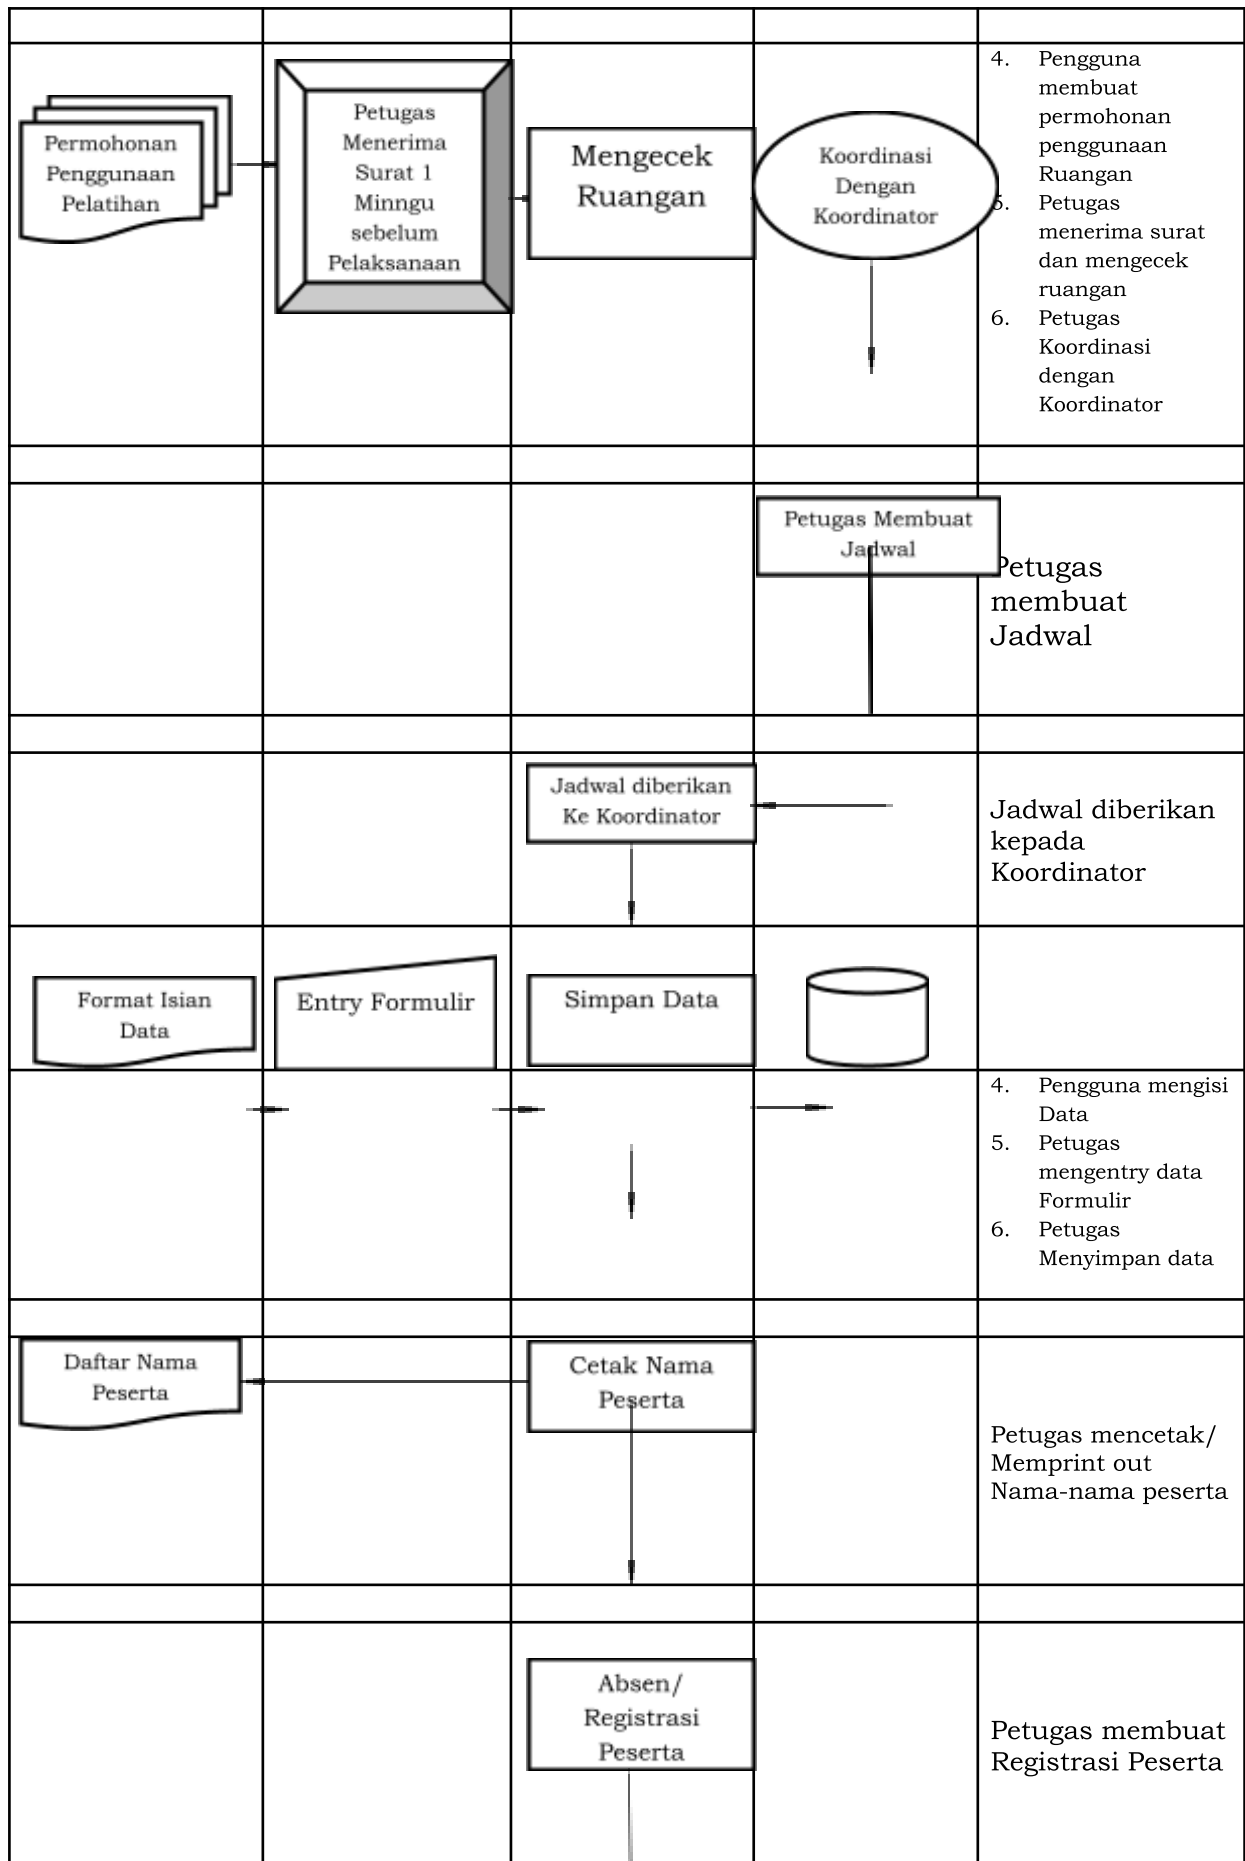 Permohonan
Penggunaan
Pelatihan
Petugas
Menerima
Surat 1
Minngu
sebelum
Pelaksanaan
Mengecek
Ruangan
Koordinasi
Dengan
Koordinator
4. Pengguna
membuat
permohonan
penggunaan
Ruangan
5. Petugas
menerima surat
dan mengecek
ruangan
6. Petugas
Koordinasi
dengan
Koordinator
Petugas Membuat
Jadwal
Petugas
membuat
Jadwal
Jadwal diberikan
Ke Koordinator
Jadwal diberikan
kepada
Koordinator
Format Isian
Data
Entry Formulir
Simpan Data
4. Pengguna mengisi
Data
5. Petugas
mengentry data
Formulir
6. Petugas
Menyimpan data
Daftar Nama
Peserta
Cetak Nama
Peserta
Petugas mencetak/
Memprint out
Nama-nama peserta
Absen/
Registrasi
Peserta
Petugas membuat
Registrasi Peserta